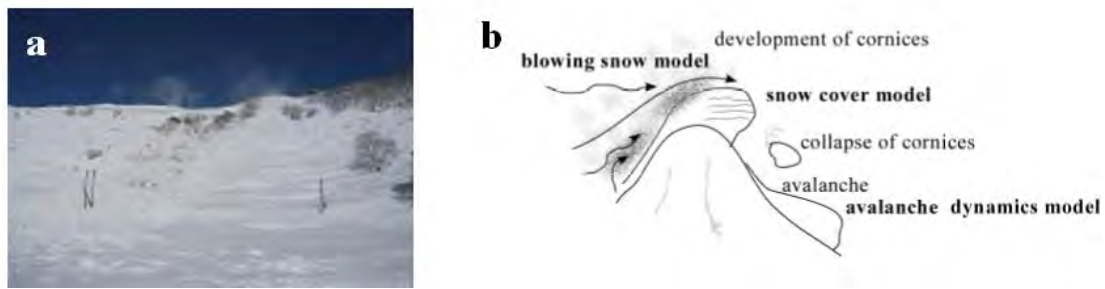 a
b
development of cornices
blowing snow model
snow cover model
collapse of cornices
avalanche
avalanche dynamics model